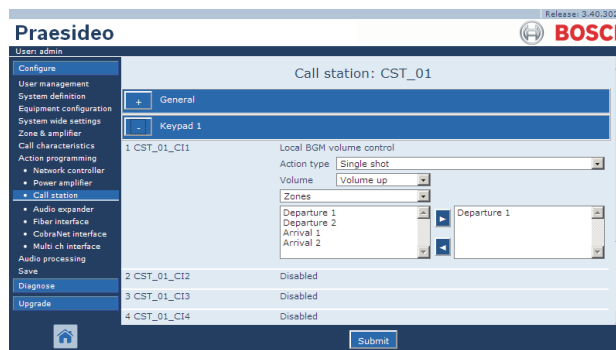 Release: 3.40.302
Praesideo
BOSCH
User: admin
Configure
User management
System definition
Equipment configuration
System wide settings
Zone & amplifier
Call characteristics
Action programming
• Network controller
• Power amplifier
• Call station
• Audio expander
• Fiber interface
• CobraNet interface
• Multi ch interface
Audio processing
Save
Diagnose
Upgrade
Call station: CST_01
+ General
- Keypad 1
1 CST_01_CI1 Local BGM volume control
Action type Single shot
Volume Volume up
Zones
Departure 1
Departure 2
Arrival 1
Arrival 2
Departure 1
2 CST_01_CI2 Disabled
3 CST_01_CI3 Disabled
4 CST_01_CI4 Disabled
Submit